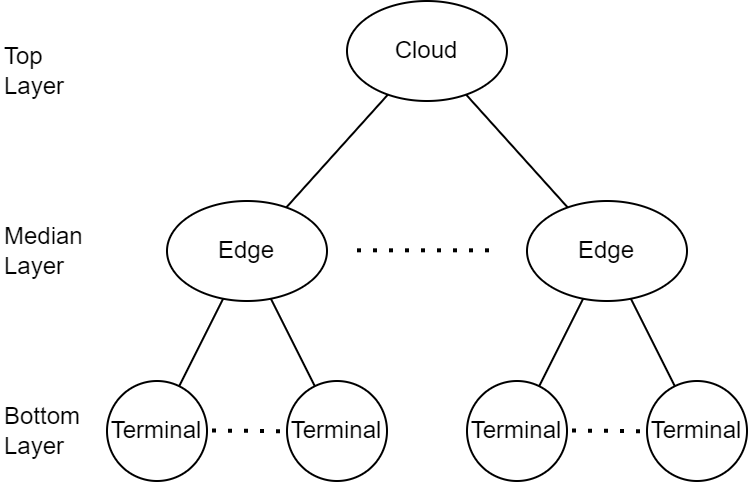 Top
Layer
Cloud
Median
Layer
Edge
Edge
Bottom
Layer
Terminal
Terminal
Terminal
Terminal